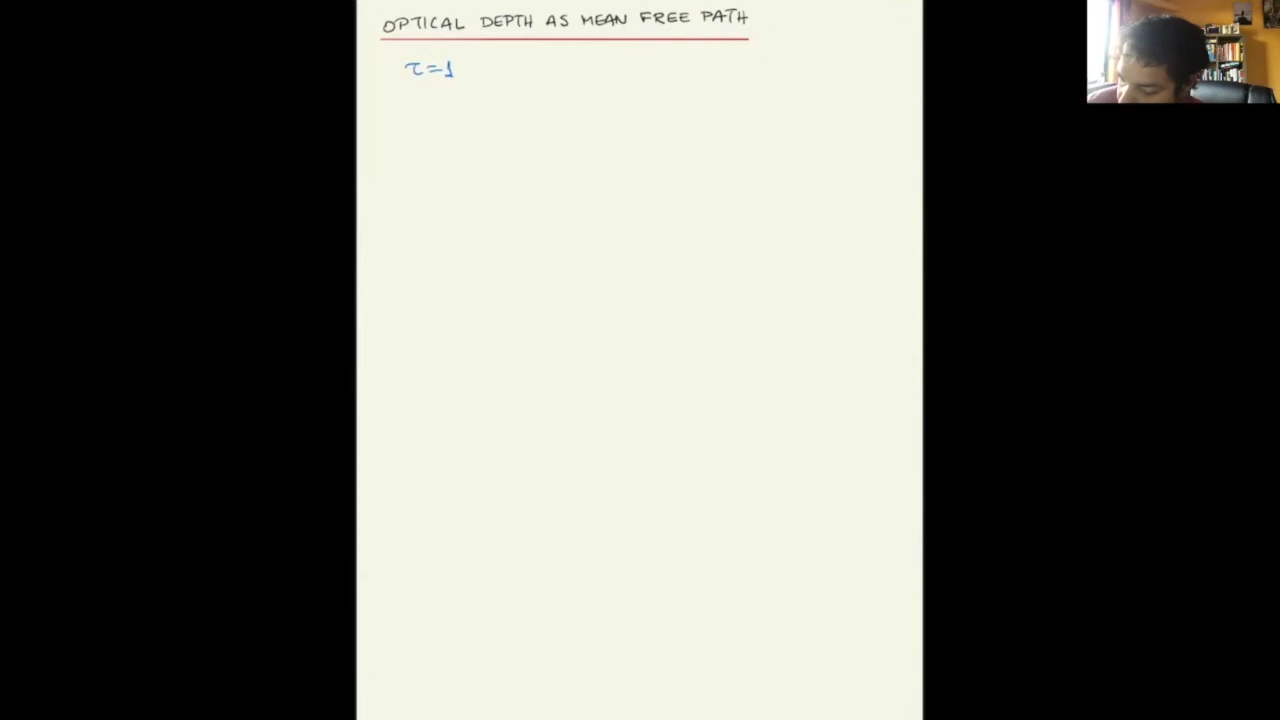 OPTICAL DEPTH AS MEAN FREE PATH
τ=1